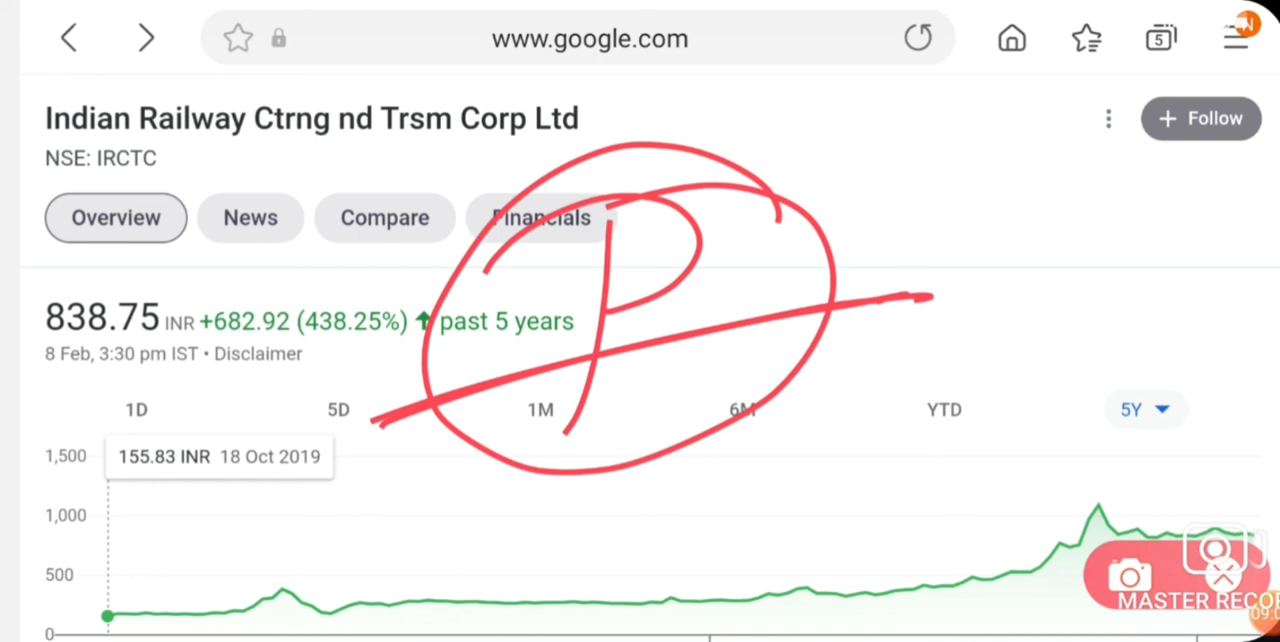 www.google.com
5
N
Indian Railway Ctrng nd Trsm Corp Ltd
+ Follow
NSE: IRCTC
Overview News Compare Financials
P
838.75 INR +682.92 (438.25%) ↑ past 5 years
8 Feb, 3:30 pm IST • Disclaimer
1D 5D 1M 6M YTD 5Y
1,500
155.83 INR 18 Oct 2019
1,000
500
MASTER RECO
0